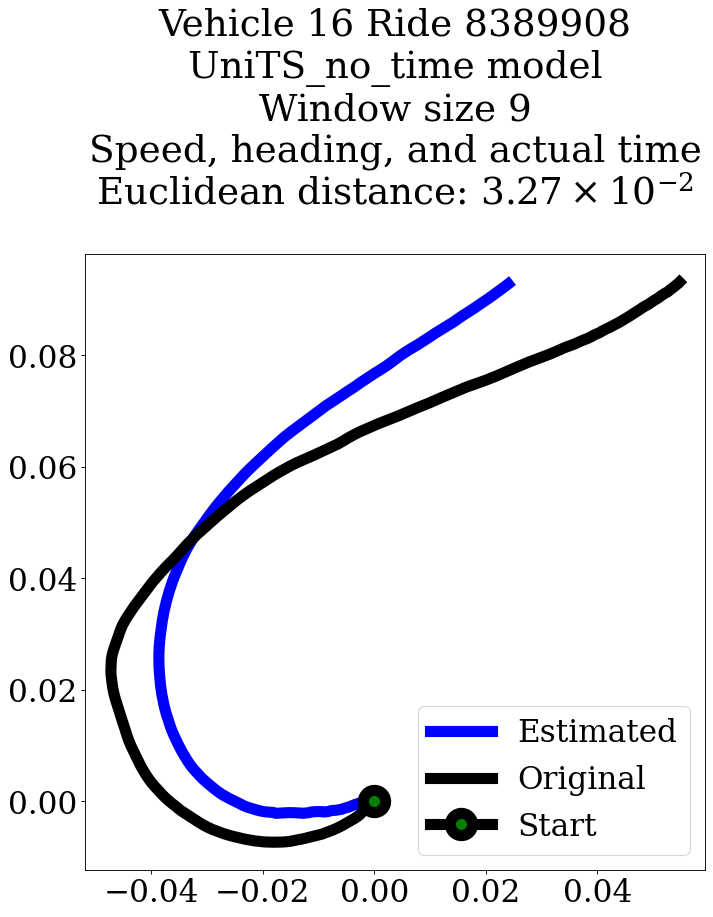 Vehicle 16 Ride 8389908
UniTS_no_time model
Window size 9
Speed, heading, and actual time
Euclidean distance: 3.27 × 10⁻²
0.08
0.06
0.04
0.02
0.00
Estimated
Original
Start
−0.04 −0.02 0.00 0.02 0.04